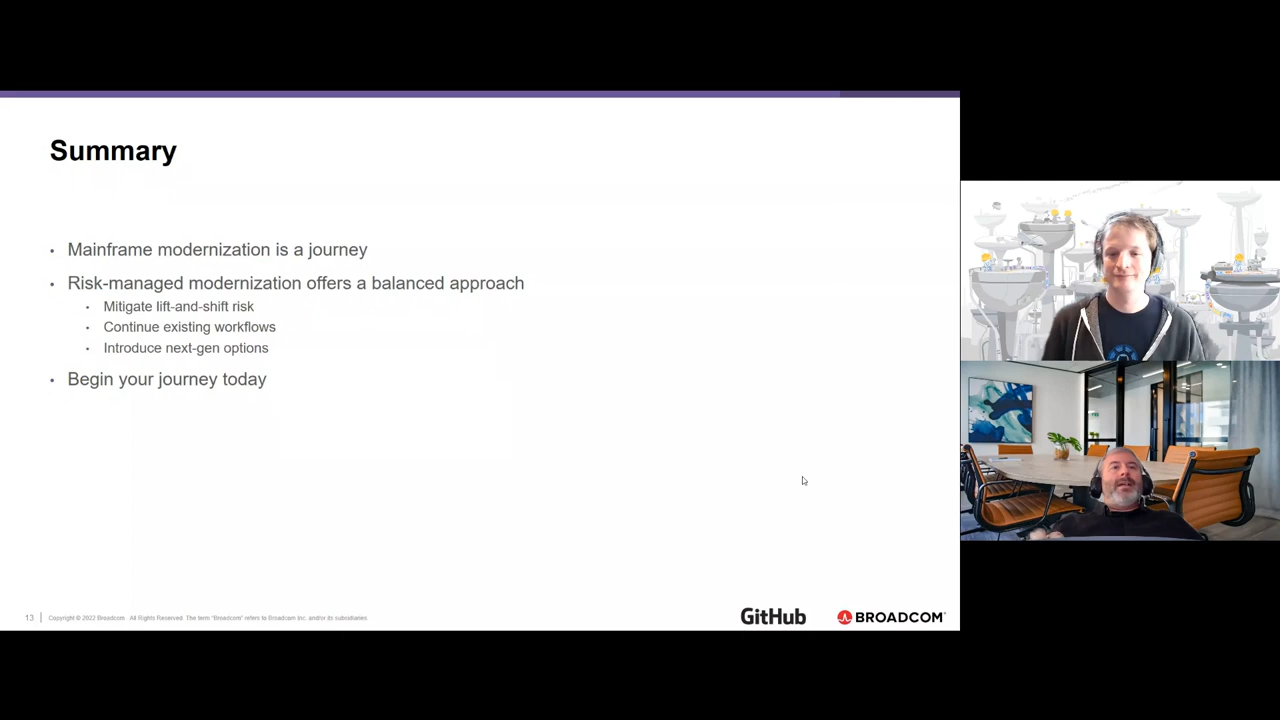 Summary
• Mainframe modernization is a journey
• Risk-managed modernization offers a balanced approach
• Mitigate lift-and-shift risk
• Continue existing workflows
• Introduce next-gen options
• Begin your journey today
13 | Copyright © 2022 Broadcom. All Rights Reserved. The term "Broadcom" refers to Broadcom Inc. and/or its subsidiaries.
GitHub
BROADCOM®